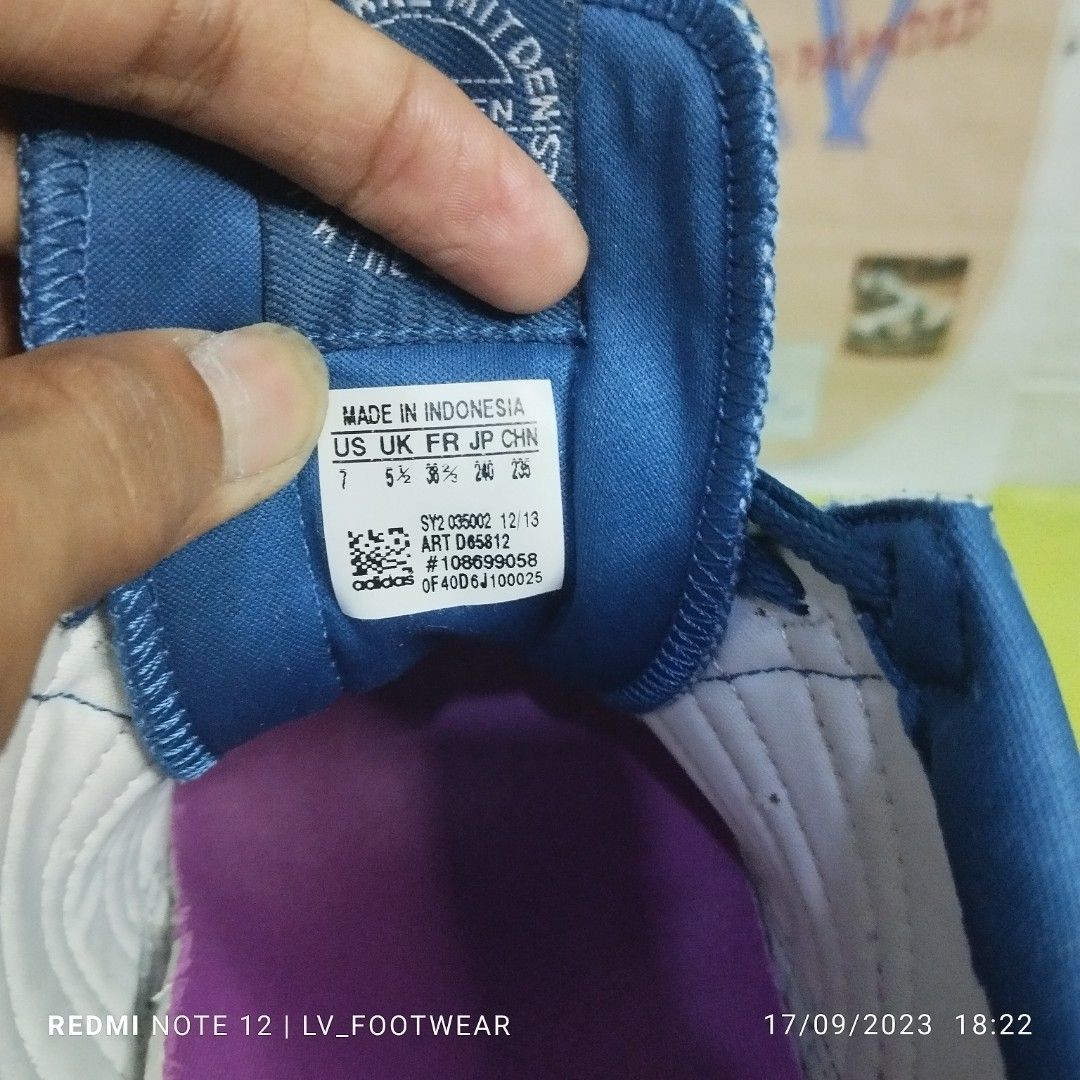 MADE IN INDONESIA
US UK FR JP CHN
7 5½ 38⅔ 240 235
SY2 035002 12/13
ART D65812
#108699058
adidas 0F40D6J100025
REDMI NOTE 12 | LV_FOOTWEAR 17/09/2023 18:22